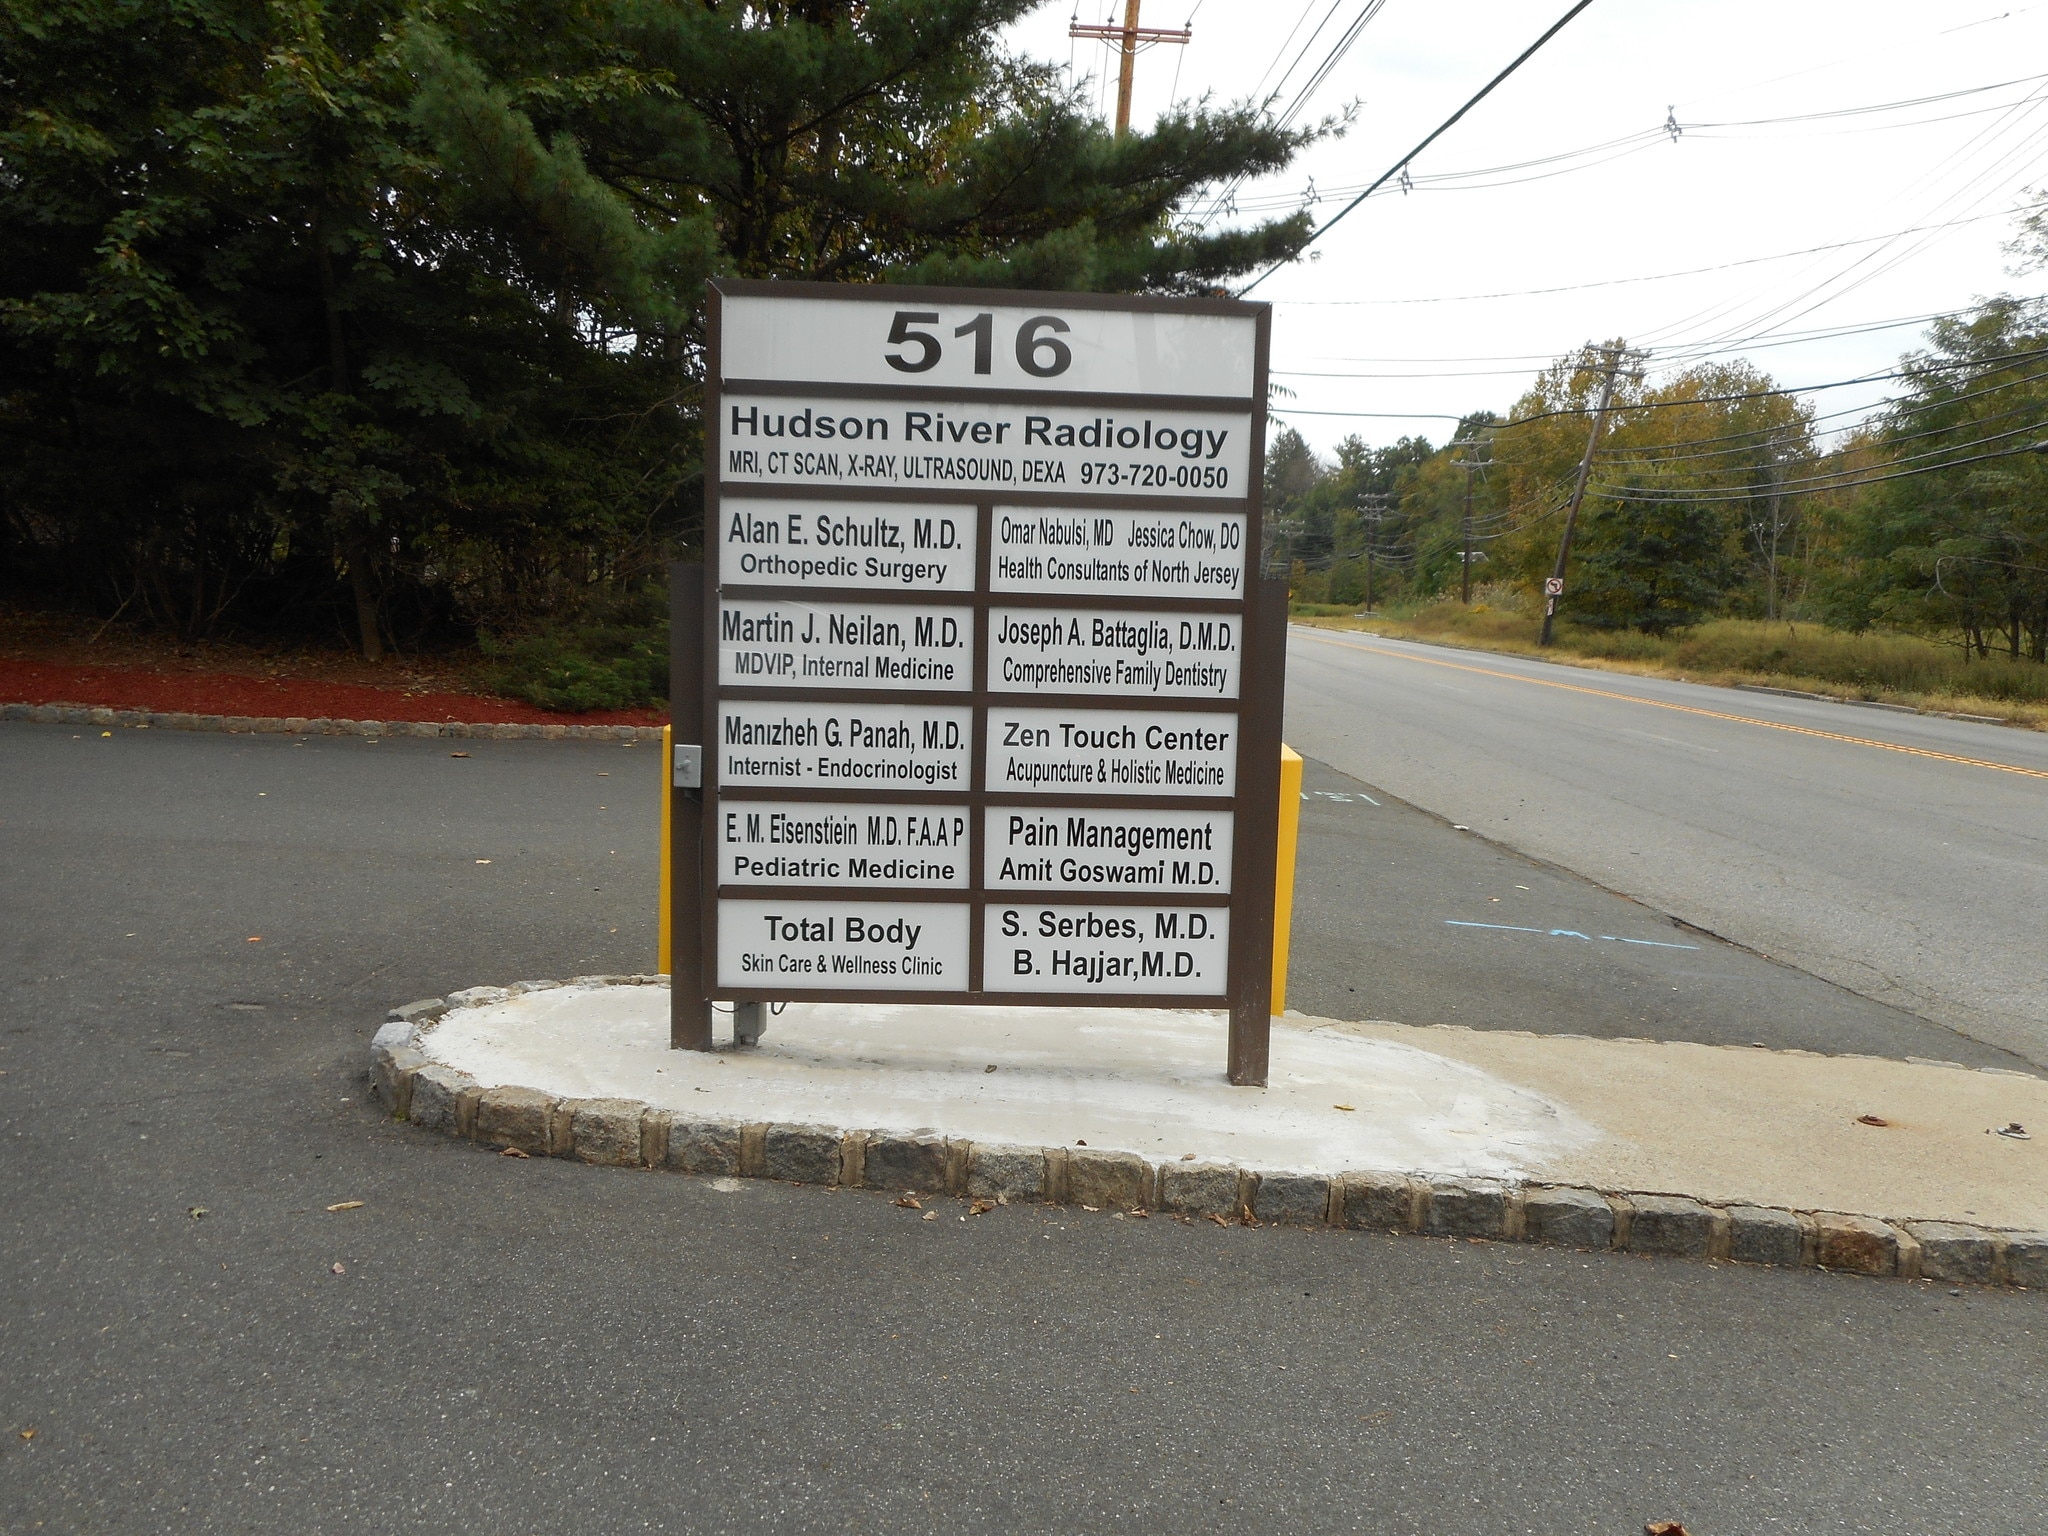 516
Hudson River Radiology
MRI, CT SCAN, X-RAY, ULTRASOUND, DEXA 973-720-0050
Alan E. Schultz, M.D.
Orthopedic Surgery
Omar Nabulsi, MD Jessica Chow, DO
Health Consultants of North Jersey
Martin J. Neilan, M.D.
MDVIP, Internal Medicine
Joseph A. Battaglia, D.M.D.
Comprehensive Family Dentistry
Manızheh G. Panah, M.D.
Internist - Endocrinologist
Zen Touch Center
Acupuncture & Holistic Medicine
E. M. Eisenstiein M.D. F.A.A P
Pediatric Medicine
Pain Management
Amit Goswami M.D.
Total Body
Skin Care & Wellness Clinic
S. Serbes, M.D.
B. Hajjar,M.D.